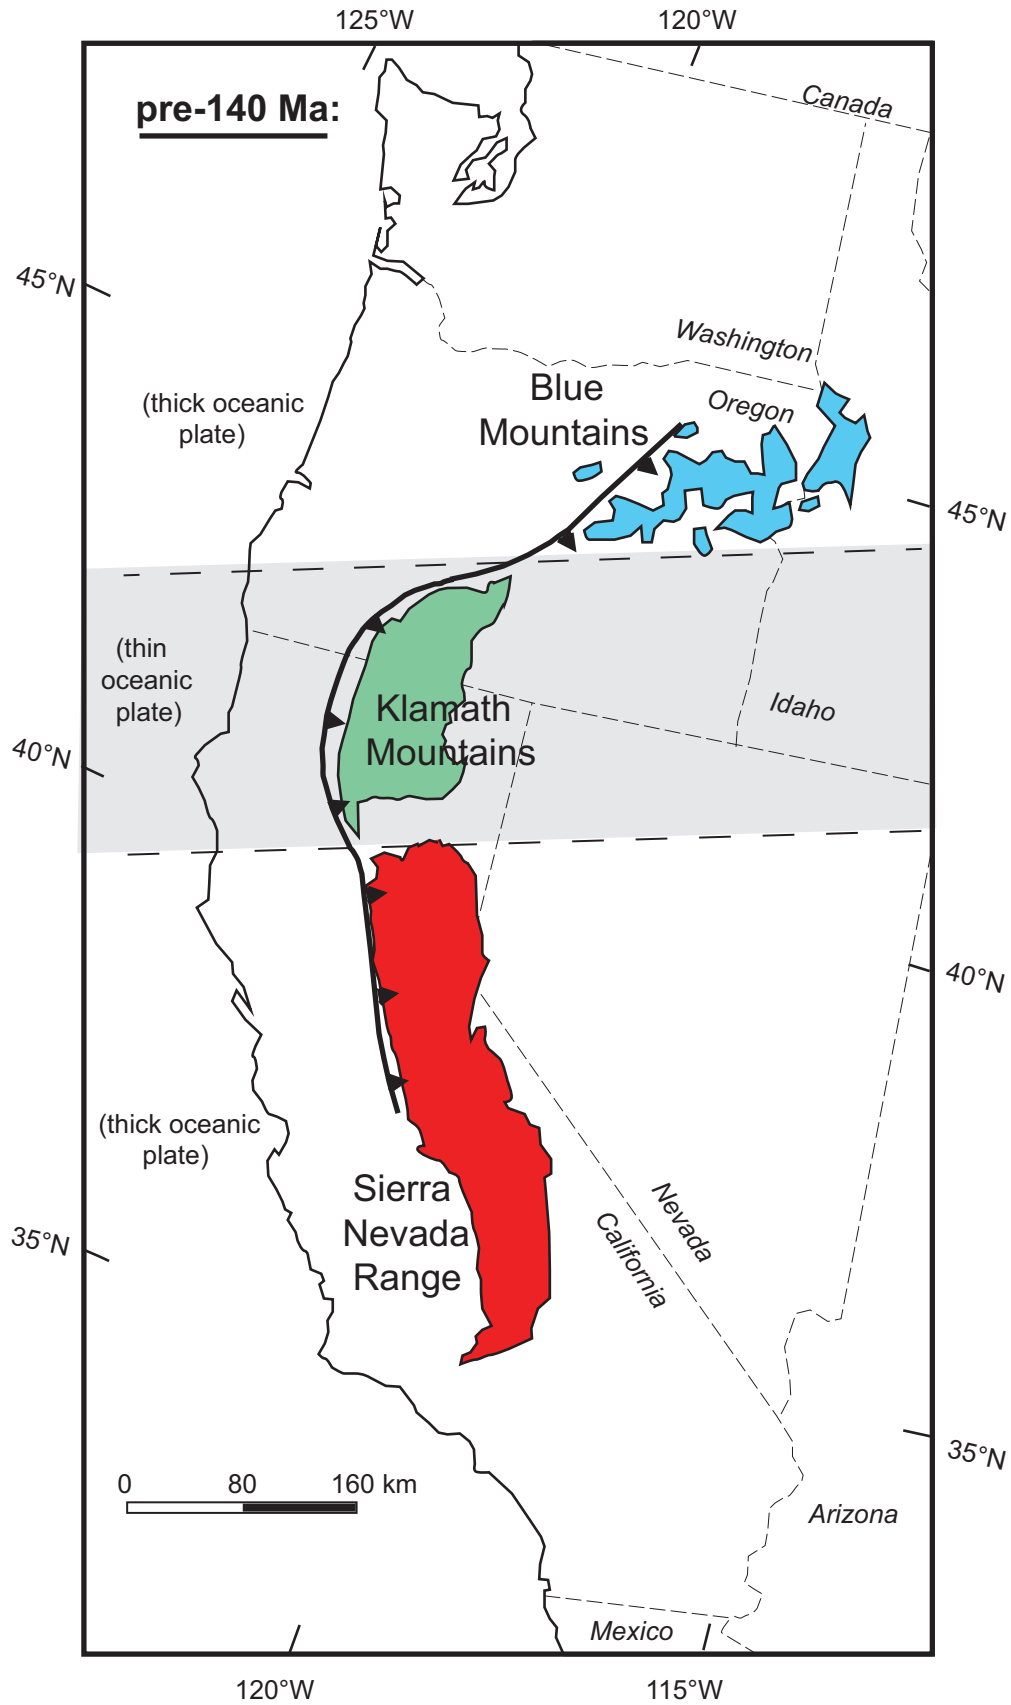 125°W
120°W
pre-140 Ma:
Canada
45°N
Washington
Blue
Mountains
Oregon
(thick oceanic
plate)
45°N
(thin
oceanic
plate)
Klamath
Mountains
Idaho
40°N
40°N
(thick oceanic
plate)
Sierra
Nevada
Range
Nevada
California
35°N
35°N
0 80 160 km
Arizona
Mexico
120°W
115°W